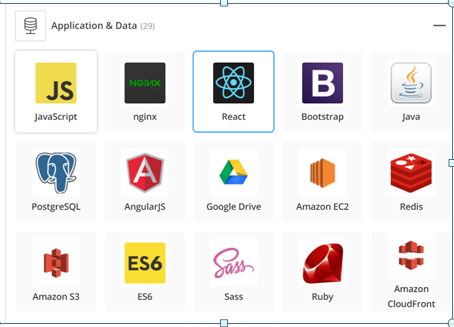 Application & Data (29)
JS
NGINX
B
JavaScript
nginx
React
Bootstrap
Java
PostgreSQL
AngularJS
Google Drive
Amazon EC2
Redis
ES6
Sass
Amazon S3
ES6
Sass
Ruby
Amazon
CloudFront